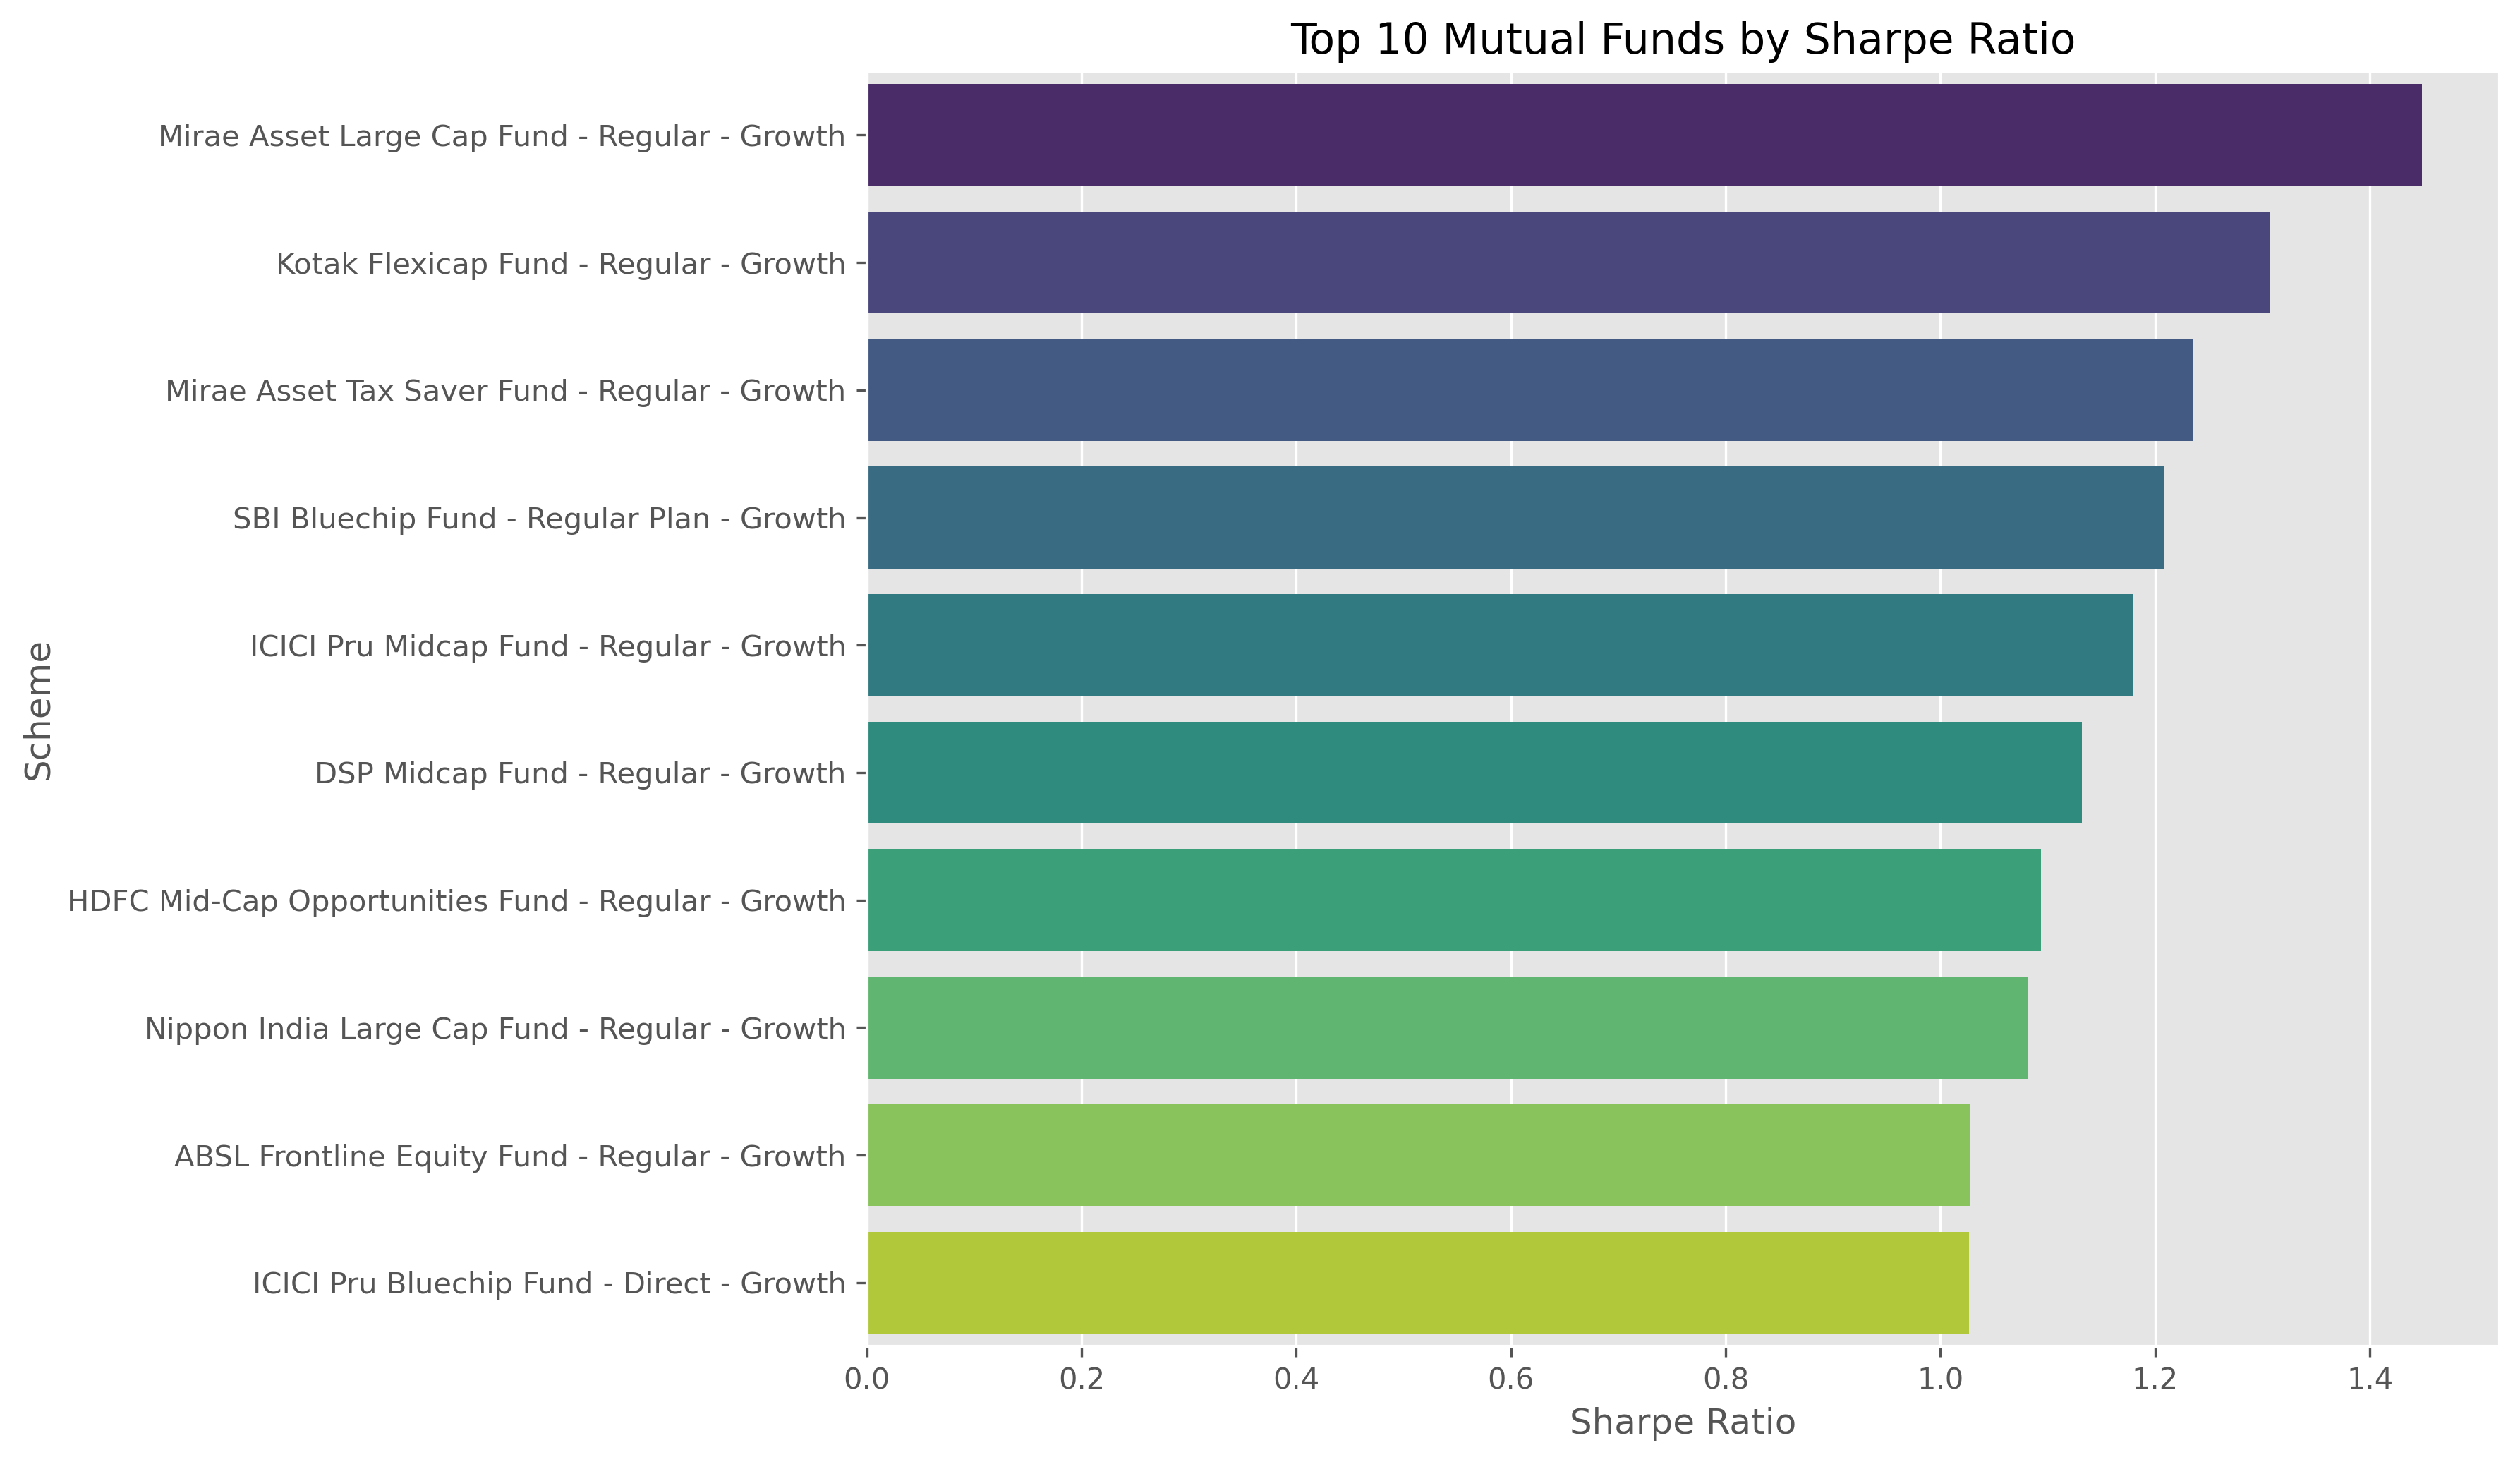 Top 10 Mutual Funds by Sharpe Ratio
Scheme
Mirae Asset Large Cap Fund - Regular - Growth
Kotak Flexicap Fund - Regular - Growth
Mirae Asset Tax Saver Fund - Regular - Growth
SBI Bluechip Fund - Regular Plan - Growth
ICICI Pru Midcap Fund - Regular - Growth
DSP Midcap Fund - Regular - Growth
HDFC Mid-Cap Opportunities Fund - Regular - Growth
Nippon India Large Cap Fund - Regular - Growth
ABSL Frontline Equity Fund - Regular - Growth
ICICI Pru Bluechip Fund - Direct - Growth
0.0 0.2 0.4 0.6 0.8 1.0 1.2 1.4
Sharpe Ratio